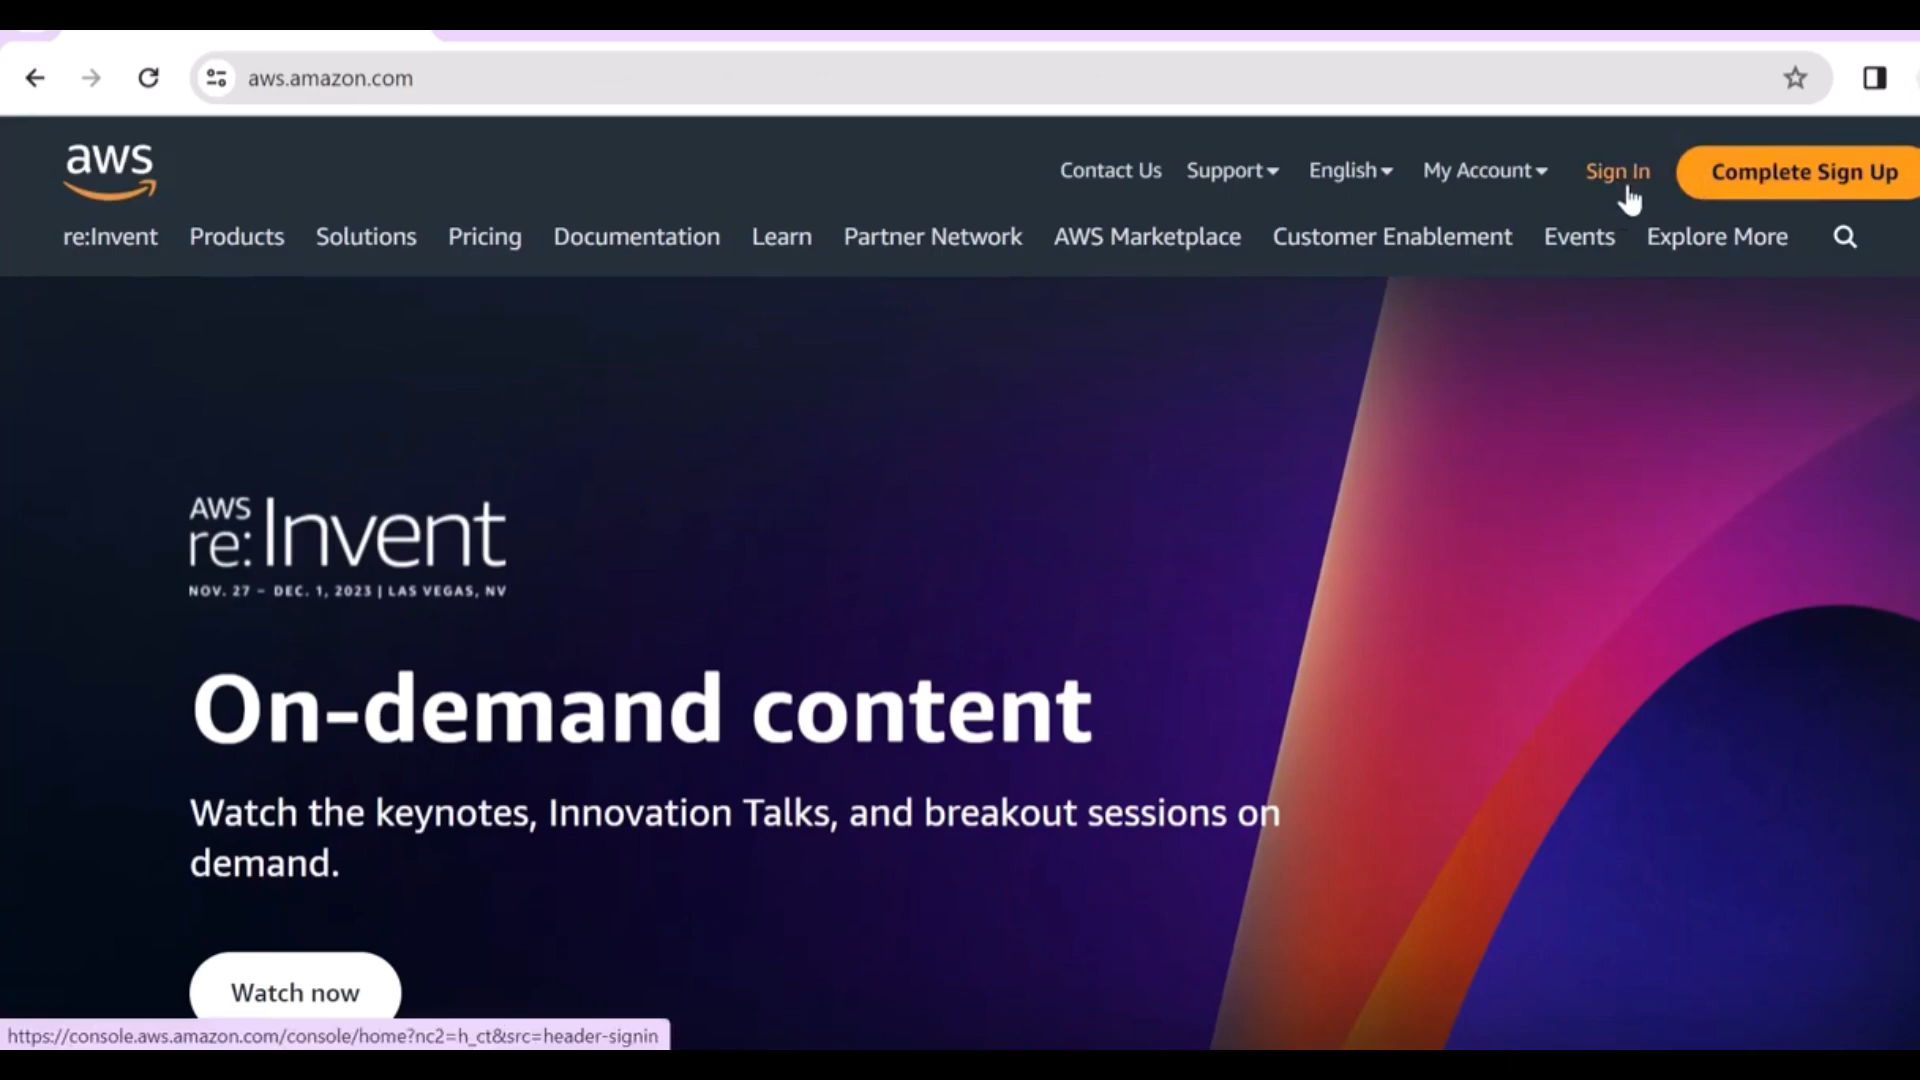 aws.amazon.com
aws
Contact Us Support English My Account Sign In Complete Sign Up
re:Invent Products Solutions Pricing Documentation Learn Partner Network AWS Marketplace Customer Enablement Events Explore More
AWS
re:Invent
NOV. 27 – DEC. 1, 2023 | LAS VEGAS, NV
On-demand content
Watch the keynotes, Innovation Talks, and breakout sessions on
demand.
Watch now
https://console.aws.amazon.com/console/home?nc2=h_ct&src=header-signin